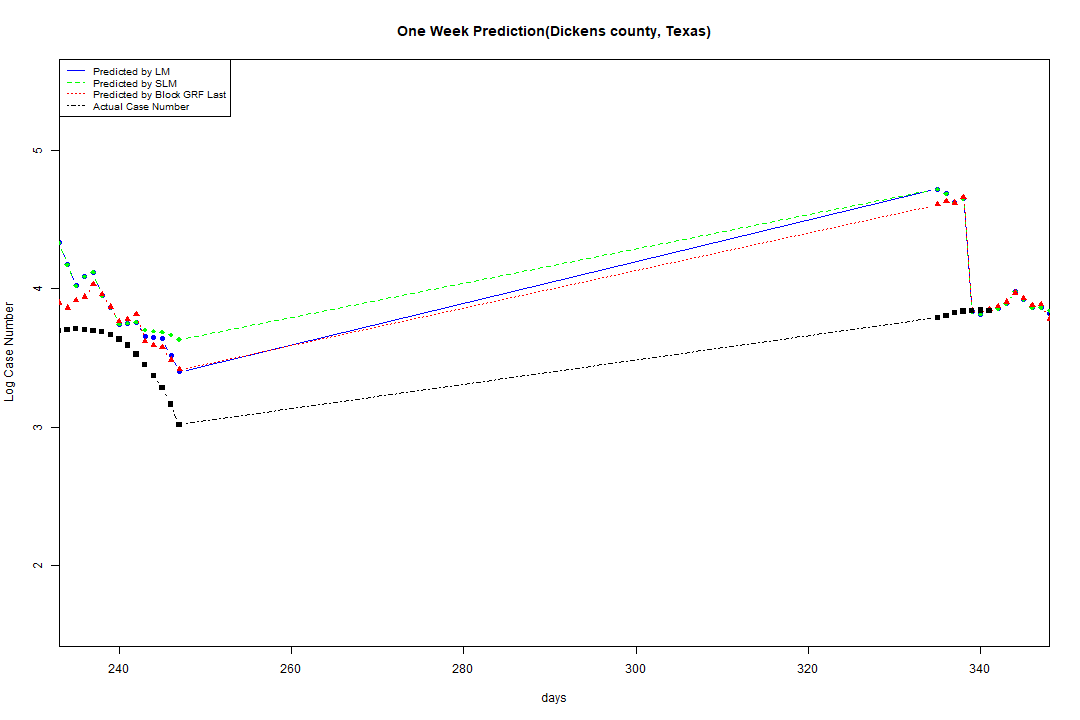 One Week Prediction(Dickens county, Texas)
Predicted by LM
Predicted by SLM
Predicted by Block GRF Last
Actual Case Number
5
4
3
2
Log Case Number
240 260 280 300 320 340
days